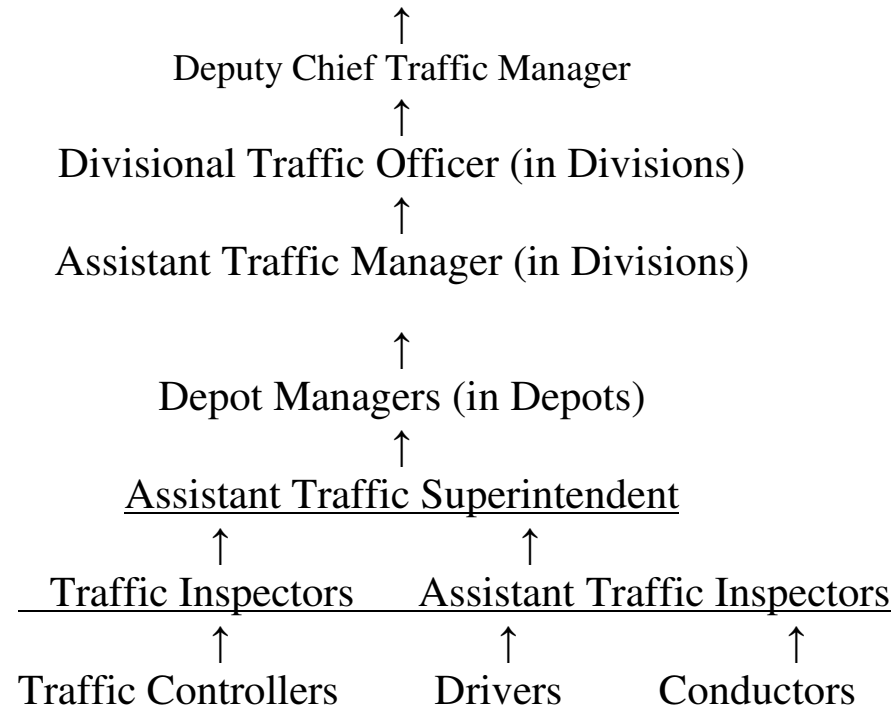 ↑
Deputy Chief Traffic Manager
↑
Divisional Traffic Officer (in Divisions)
↑
Assistant Traffic Manager (in Divisions)
↑
Depot Managers (in Depots)
↑
Assistant Traffic Superintendent
↑ ↑
Traffic Inspectors Assistant Traffic Inspectors
↑ ↑ ↑
Traffic Controllers Drivers Conductors